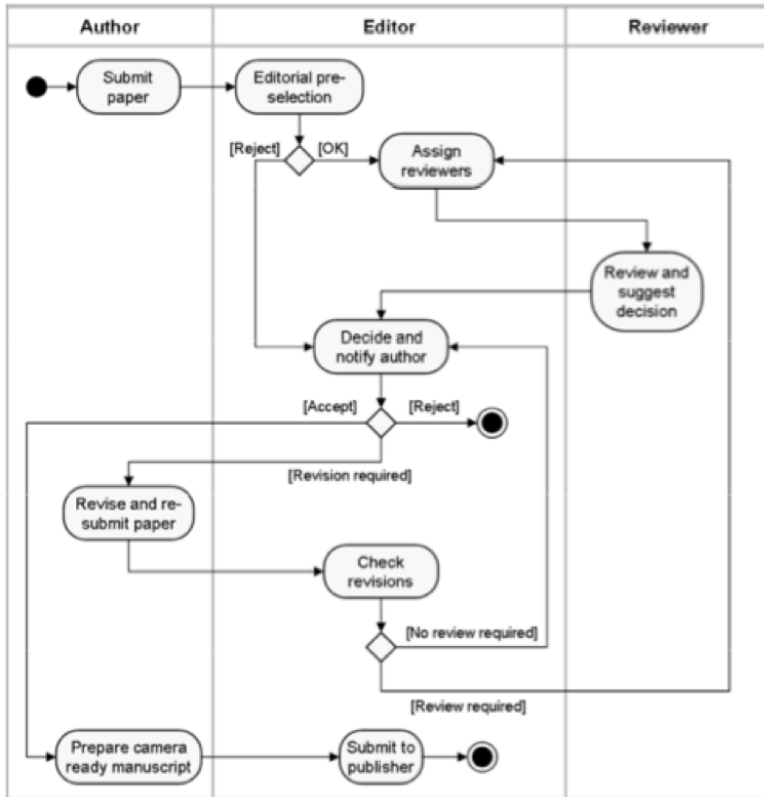 Author
Editor
Reviewer
Submit
paper
Editorial pre-
selection
[Reject]
[OK]
Assign
reviewers
Review and
suggest
decision
Decide and
notify author
[Accept]
[Reject]
[Revision required]
Revise and re-
submit paper
Check
revisions
[No review required]
[Review required]
Prepare camera
ready manuscript
Submit to
publisher